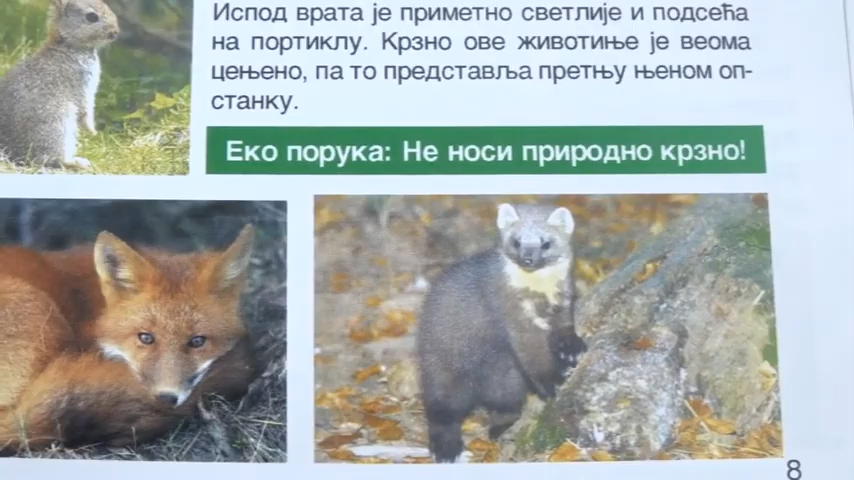 Испод врата је приметно светлије и подсећа
на портиклу. Крзно ове животиње је веома
цењено, па то представља претњу њеном оп-
станку.
Еко порука: Не носи природно крзно!
8